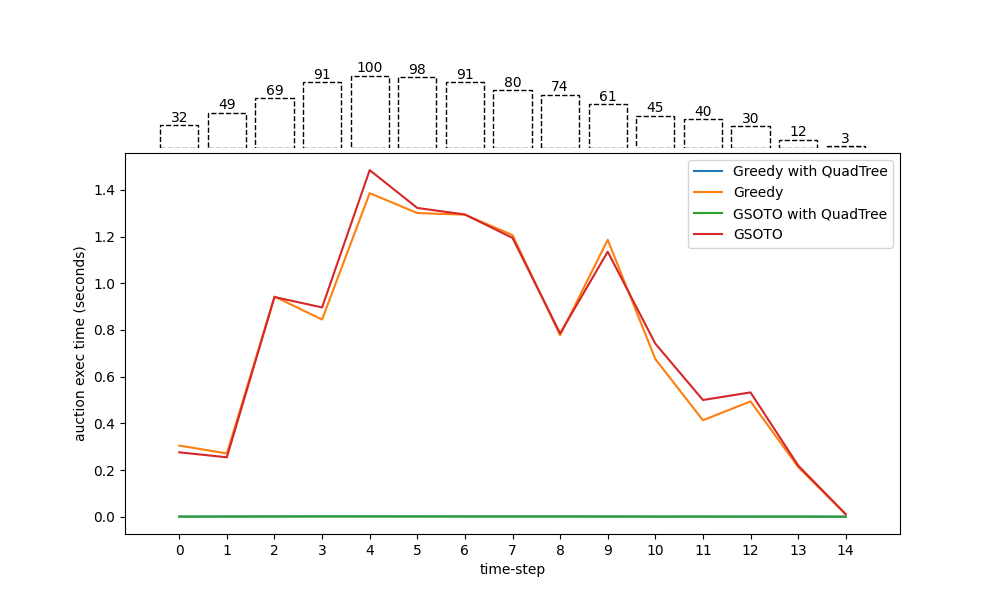 32 49 69 91 100 98 91 80 74 61 45 40 30 12 3
Greedy with QuadTree
Greedy
GSOTO with QuadTree
GSOTO
1.4
1.2
1.0
0.8
0.6
0.4
0.2
0.0
auction exec time (seconds)
0 1 2 3 4 5 6 7 8 9 10 11 12 13 14
time-step